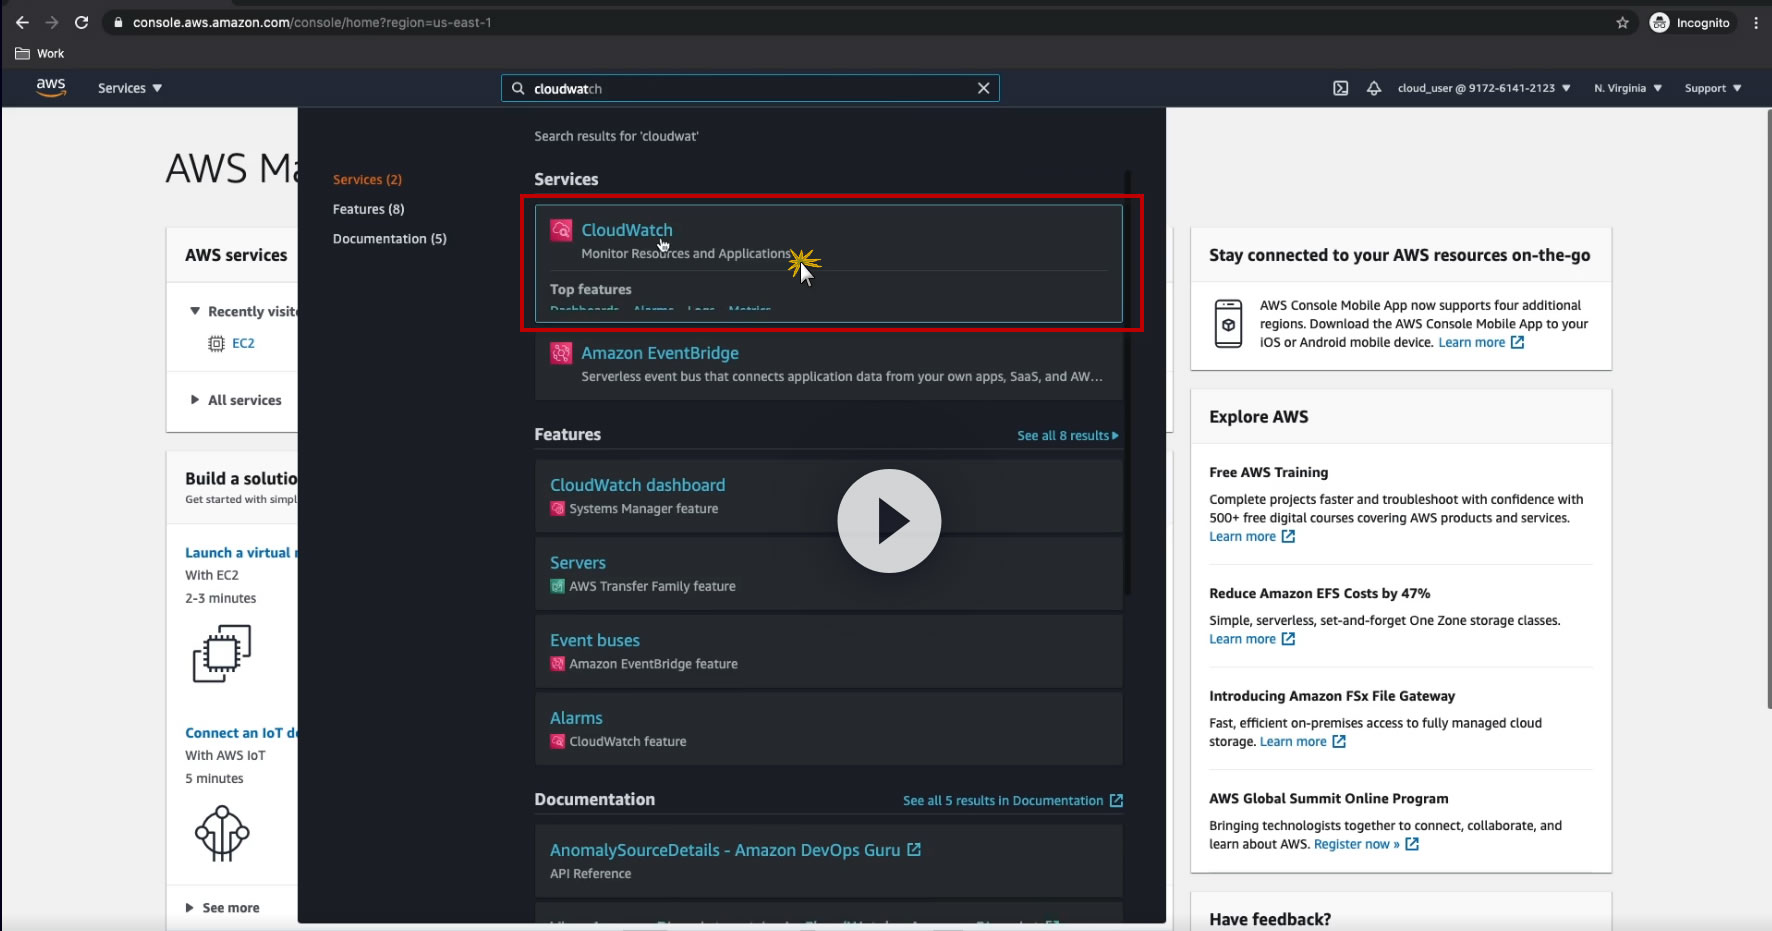 console.aws.amazon.com/console/home?region=us-east-1
Incognito
Work
aws
Services
cloudwatch
cloud_user @ 9172-6141-2123
N. Virginia
Support
Search results for 'cloudwat'
AWS Ma
Services (2)
Features (8)
Documentation (5)
Services
CloudWatch
Monitor Resources and Applications
Top features
Dashboards Alarms Logs Metrics
Amazon EventBridge
Serverless event bus that connects application data from your own apps, SaaS, and AW...
Features
See all 8 results
CloudWatch dashboard
Systems Manager feature
Servers
AWS Transfer Family feature
Event buses
Amazon EventBridge feature
Alarms
CloudWatch feature
Documentation
See all 5 results in Documentation
AnomalySourceDetails - Amazon DevOps Guru
API Reference
AWS services
Recently visite
EC2
All services
Build a solutio
Get started with simpl
Launch a virtual
With EC2
2-3 minutes
Connect an IoT de
With AWS IoT
5 minutes
See more
Stay connected to your AWS resources on-the-go
AWS Console Mobile App now supports four additional
regions. Download the AWS Console Mobile App to your
iOS or Android mobile device. Learn more
Explore AWS
Free AWS Training
Complete projects faster and troubleshoot with confidence with
500+ free digital courses covering AWS products and services.
Learn more
Reduce Amazon EFS Costs by 47%
Simple, serverless, set-and-forget One Zone storage classes.
Learn more
Introducing Amazon FSx File Gateway
Fast, efficient on-premises access to fully managed cloud
storage. Learn more
AWS Global Summit Online Program
Bringing technologists together to connect, collaborate, and
learn about AWS. Register now »
Have feedback?